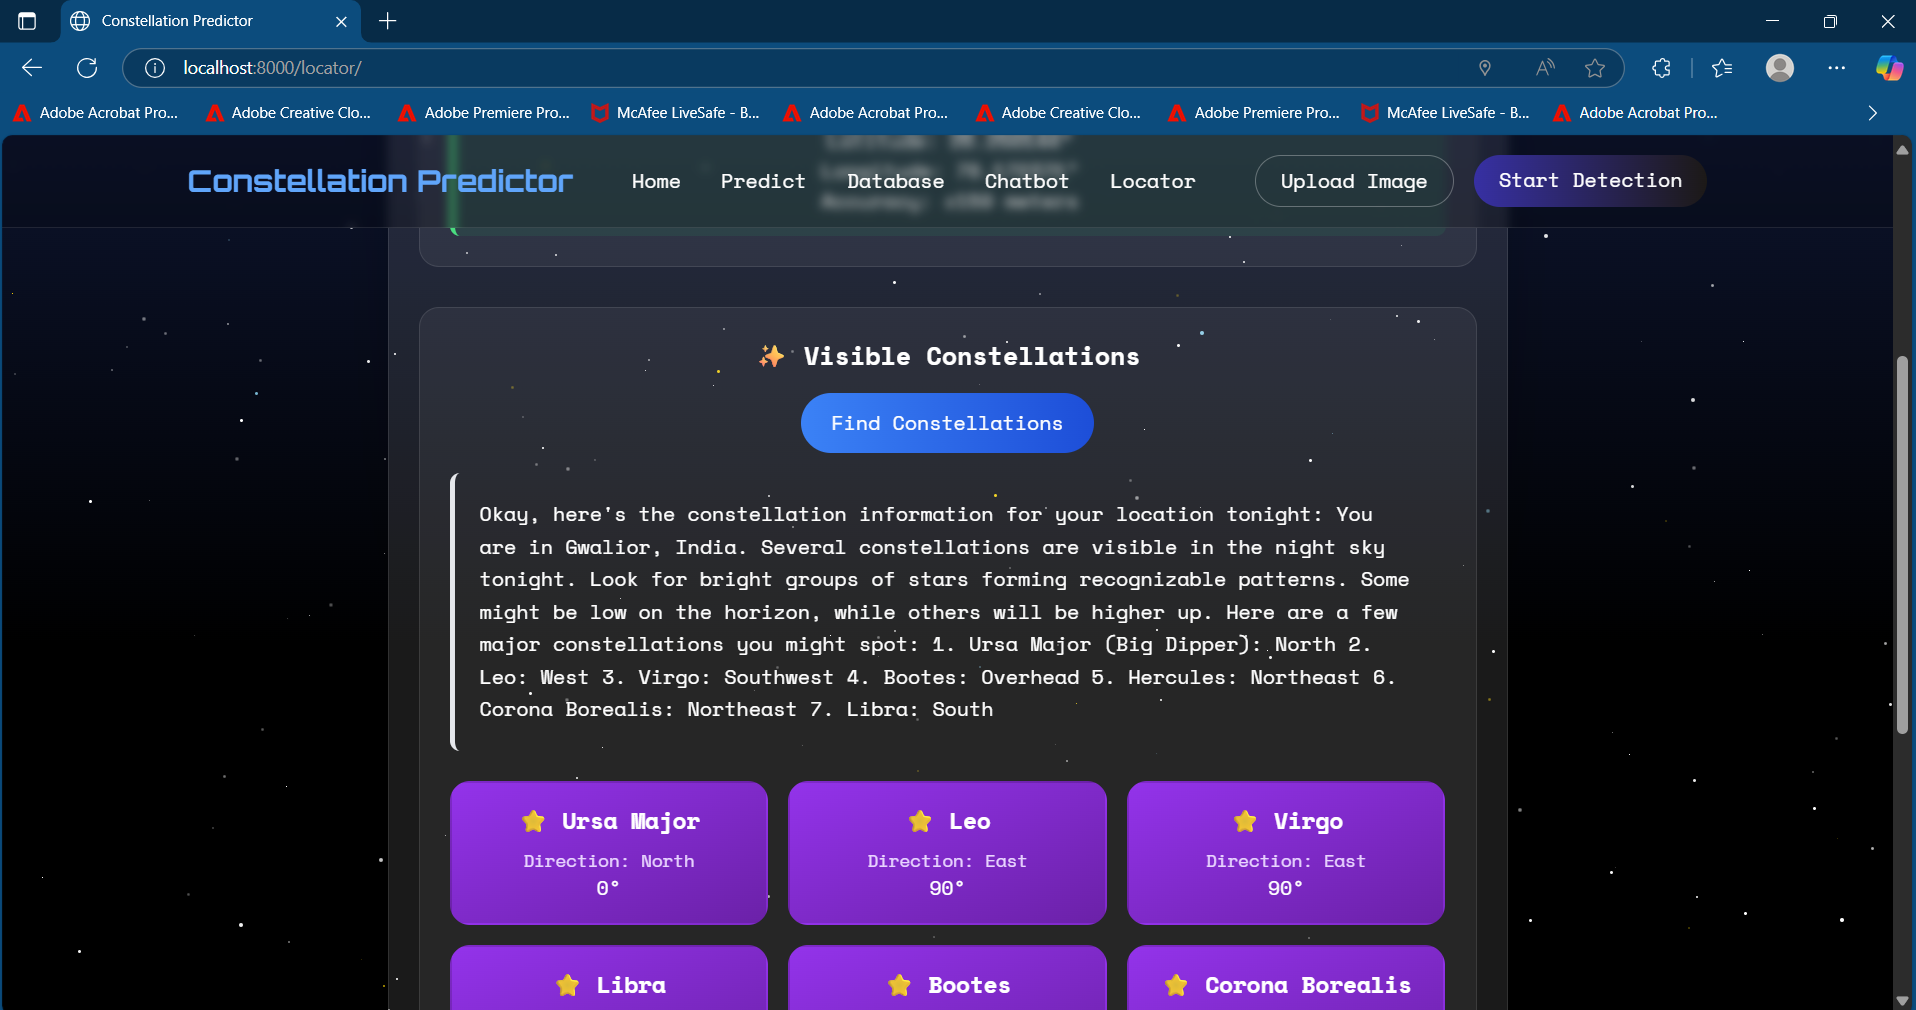 Constellation Predictor
localhost:8000/locator/
Adobe Acrobat Pro... Adobe Creative Clo... Adobe Premiere Pro... McAfee LiveSafe - B... Adobe Acrobat Pro... Adobe Creative Clo... Adobe Premiere Pro... McAfee LiveSafe - B... Adobe Acrobat Pro...
Constellation Predictor Home Predict Database Chatbot Locator Upload Image Start Detection
✨ Visible Constellations
Find Constellations
Okay, here's the constellation information for your location tonight: You
are in Gwalior, India. Several constellations are visible in the night sky
tonight. Look for bright groups of stars forming recognizable patterns. Some
might be low on the horizon, while others will be higher up. Here are a few
major constellations you might spot: 1. Ursa Major (Big Dipper): North 2.
Leo: West 3. Virgo: Southwest 4. Bootes: Overhead 5. Hercules: Northeast 6.
Corona Borealis: Northeast 7. Libra: South
⭐ Ursa Major
Direction: North
0°
⭐ Leo
Direction: East
90°
⭐ Virgo
Direction: East
90°
⭐ Libra
⭐ Bootes
⭐ Corona Borealis